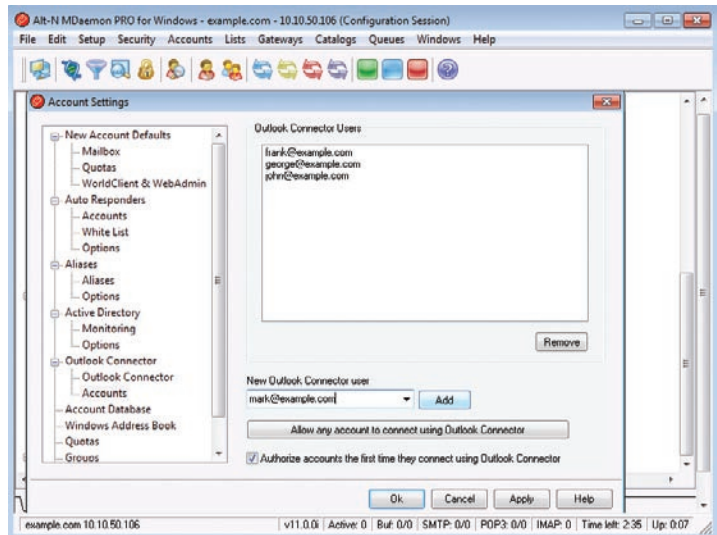 Alt-N MDaemon PRO for Windows - example.com - 10.10.50.106 (Configuration Session)
File Edit Setup Security Accounts Lists Gateways Catalogs Queues Windows Help
Account Settings
New Account Defaults
Mailbox
Quotas
WorldClient & WebAdmin
Auto Responders
Accounts
White List
Options
Aliases
Aliases
Options
Active Directory
Monitoring
Options
Outlook Connector
Outlook Connector
Accounts
Account Database
Windows Address Book
Quotas
Groups
Outlook Connector Users
frank@example.com
george@example.com
john@example.com
Remove
New Outlook Connector user
mark@example.com
Add
Allow any account to connect using Outlook Connector
Authorize accounts the first time they connect using Outlook Connector
Ok Cancel Apply Help
example.com 10.10.50.106 v11.0.0i Active: 0 Buf: 0/0 SMTP: 0/0 POP3: 0/0 IMAP: 0 Time left: 2:35 Up: 0:07